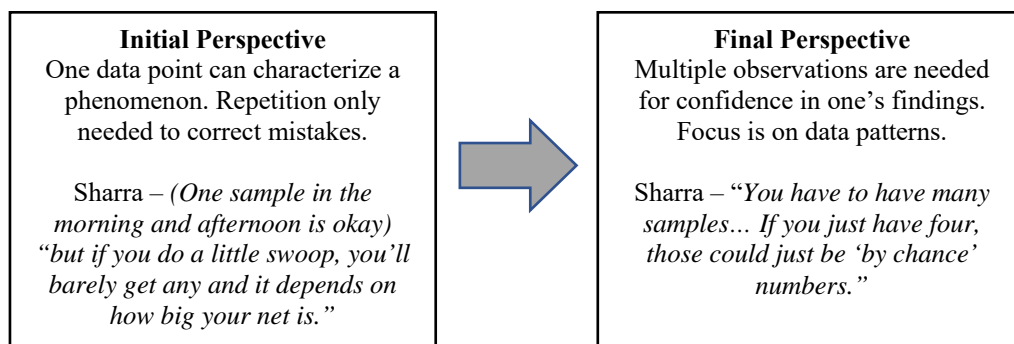 Initial Perspective
One data point can characterize a
phenomenon. Repetition only
needed to correct mistakes.
Sharra – (One sample in the
morning and afternoon is okay)
“but if you do a little swoop, you’ll
barely get any and it depends on
how big your net is.”
Final Perspective
Multiple observations are needed
for confidence in one’s findings.
Focus is on data patterns.
Sharra – “You have to have many
samples… If you just have four,
those could just be ‘by chance’
numbers.”